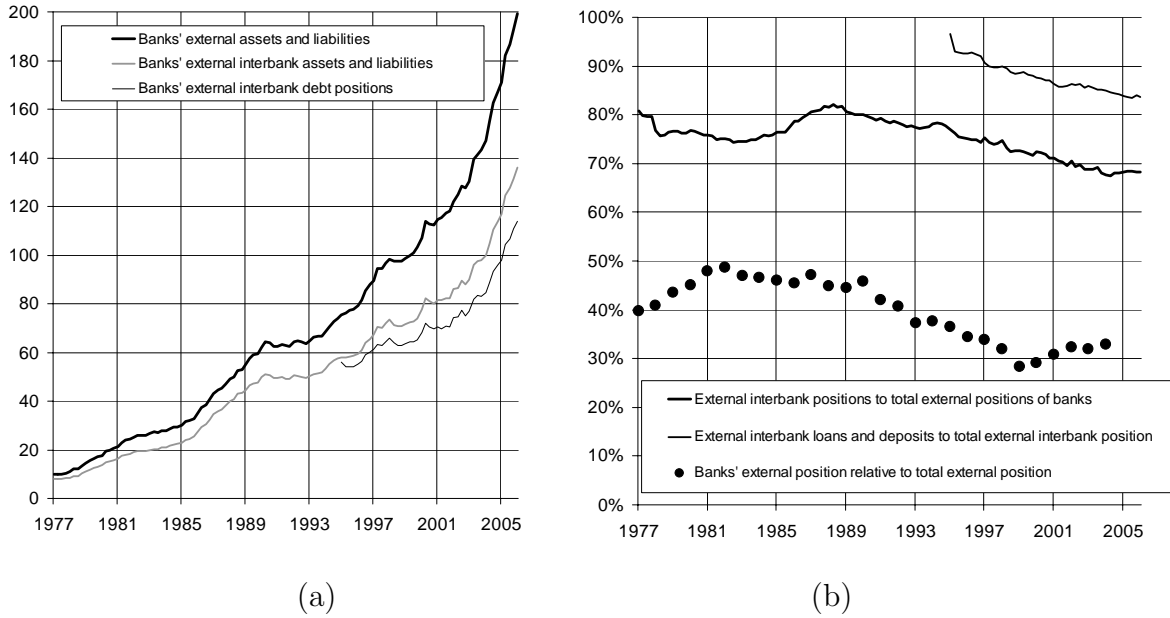 200
180
160
140
120
100
80
60
40
20
0
Banks' external assets and liabilities
Banks' external interbank assets and liabilities
Banks' external interbank debt positions
1977 1981 1985 1989 1993 1997 2001 2005
(a)
100%
90%
80%
70%
60%
50%
40%
30%
20%
10%
0%
External interbank positions to total external positions of banks
External interbank loans and deposits to total external interbank position
Banks' external position relative to total external position
1977 1981 1985 1989 1993 1997 2001 2005
(b)